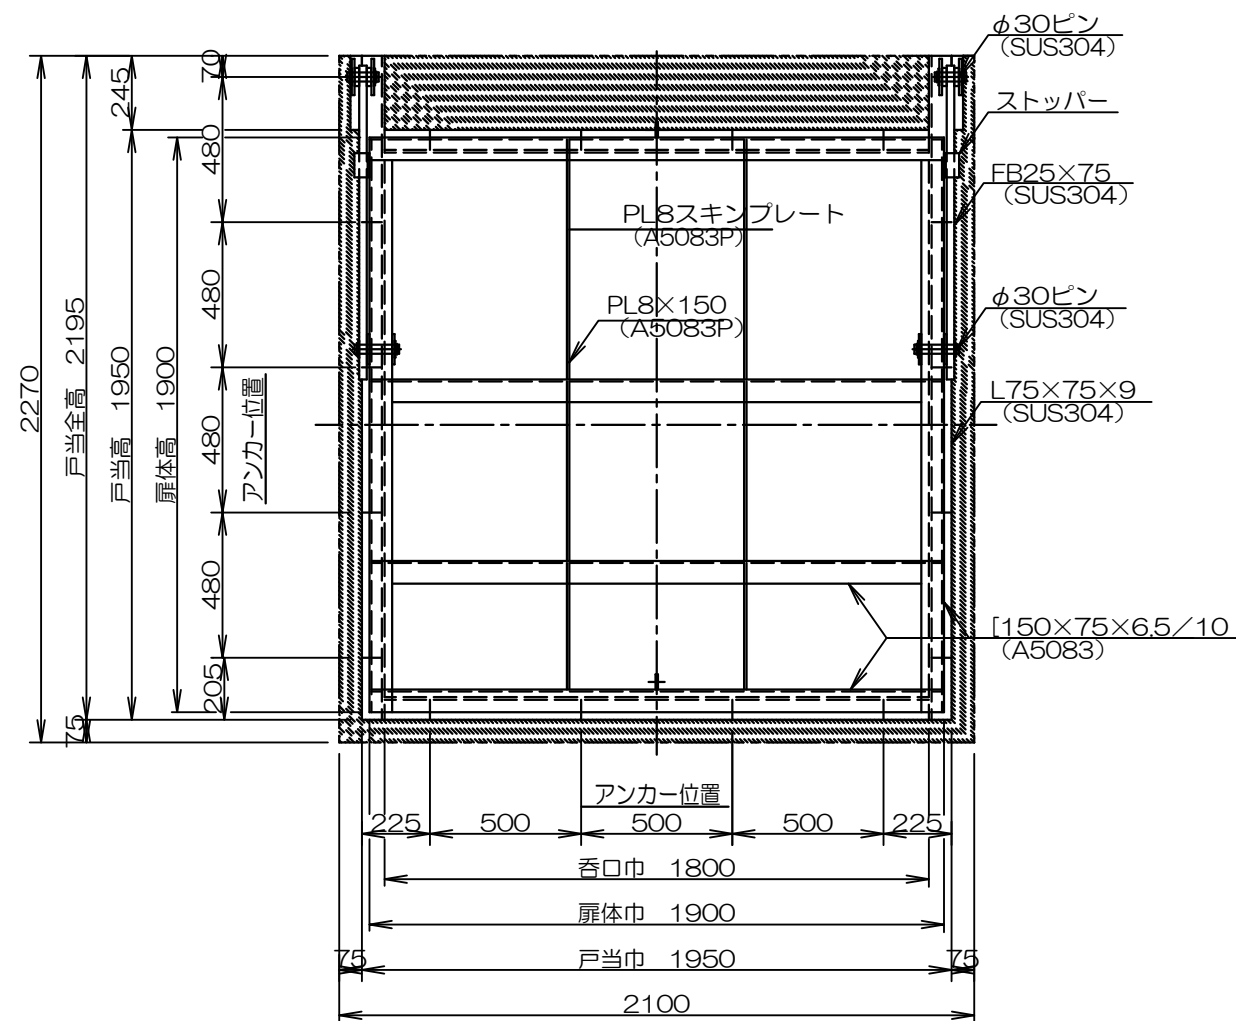 φ30ピン
(SUS304)
ストッパー
FB25×75
(SUS304)
PL8スキンプレート
(A5083P)
φ30ピン
(SUS304)
PL8×150
(A5083P)
L75×75×9
(SUS304)
[150×75×6.5/10
(A5083)
2270
戸当全高 2195
75
245
戸当高 1950
扉体高 1900
70
480
480
480
480
205
アンカー位置
アンカー位置
225
500
500
500
225
呑口巾 1800
扉体巾 1900
75
戸当巾 1950
75
2100